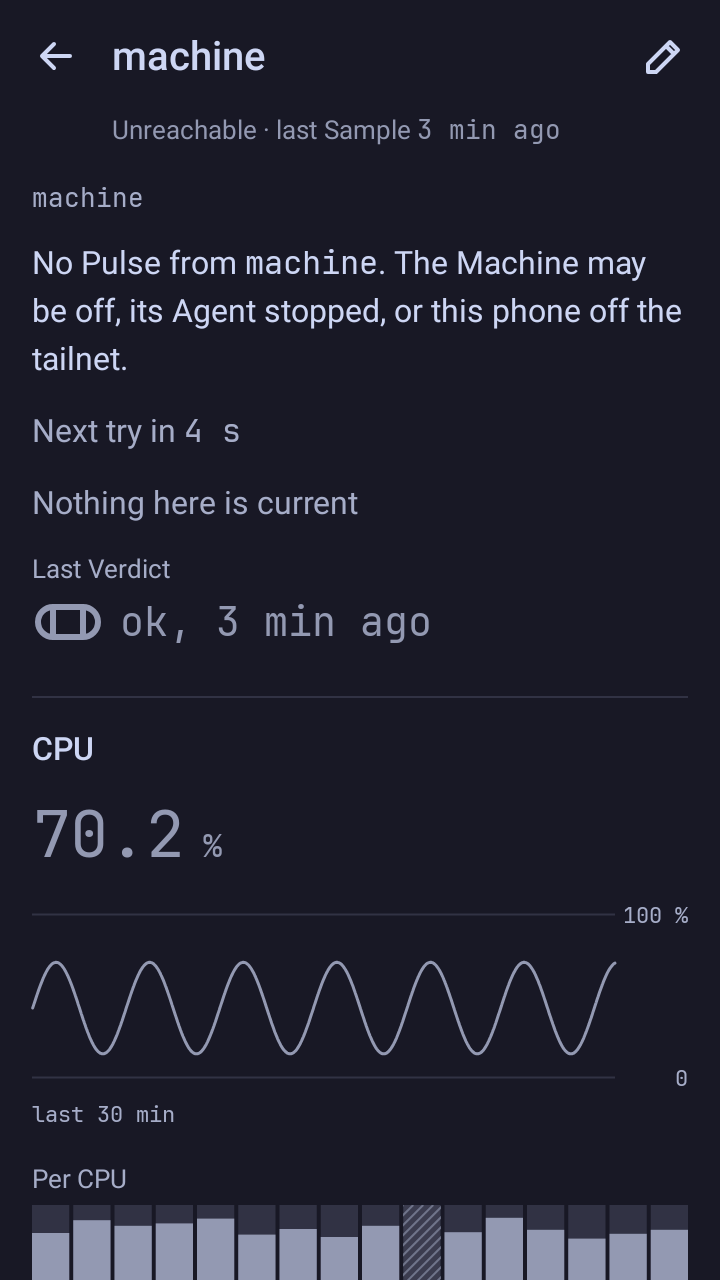 machine
Unreachable · last Sample 3 min ago
machine
No Pulse from machine. The Machine may
be off, its Agent stopped, or this phone off the
tailnet.
Next try in 4 s
Nothing here is current
Last Verdict
ok, 3 min ago
CPU
70.2 %
100 %
0
last 30 min
Per CPU